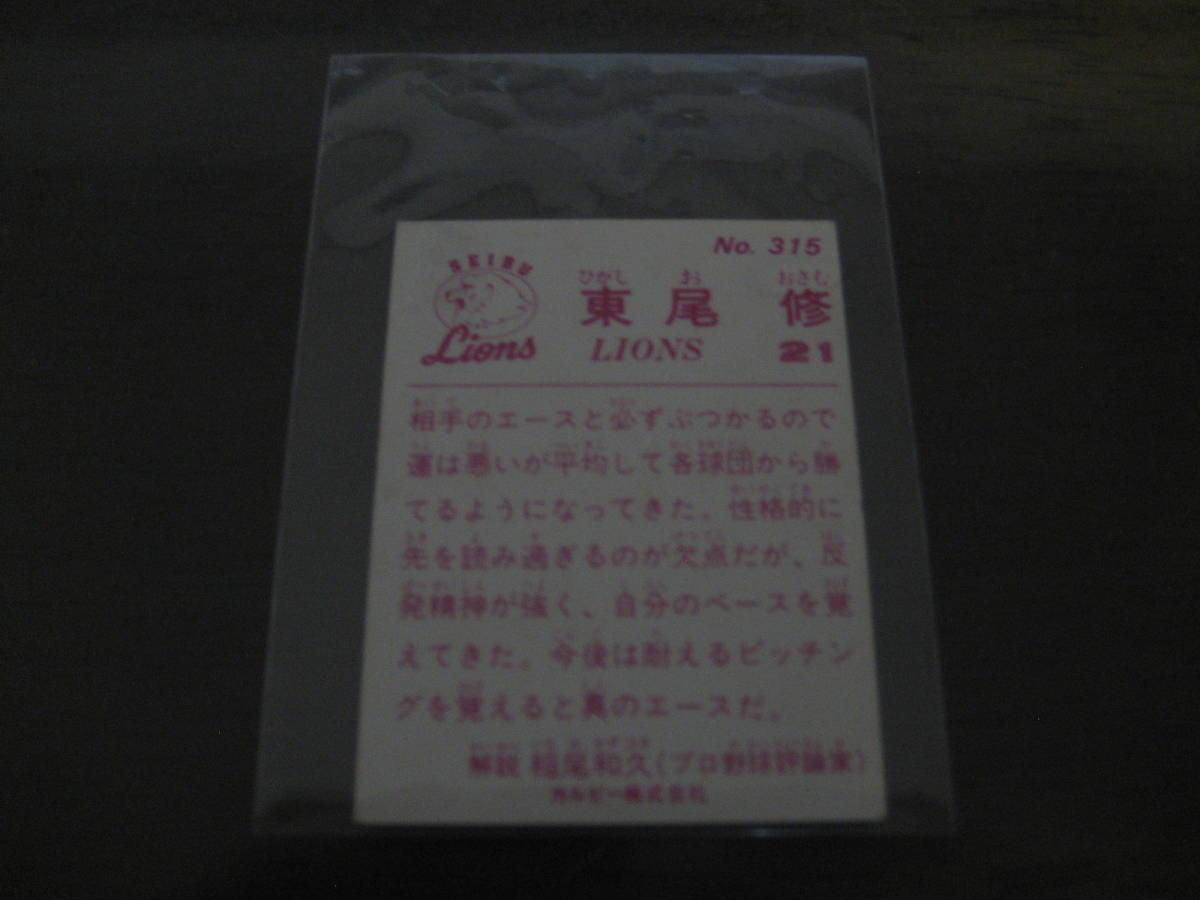 No. 315
SEIBU
Lions
ひがし お おさむ
東尾 修
LIONS 21
相手のエースと必ずぶつかるので
運は悪いが平均して各球団から勝
てるようになってきた。性格的に
先を読み過ぎるのが欠点だが、反
発精神が強く、自分のペースを覚
えてきた。今後は耐えるピッチン
グを覚えると真のエースだ。
解説 稲尾和久(プロ野球評論家)
カルビー株式会社